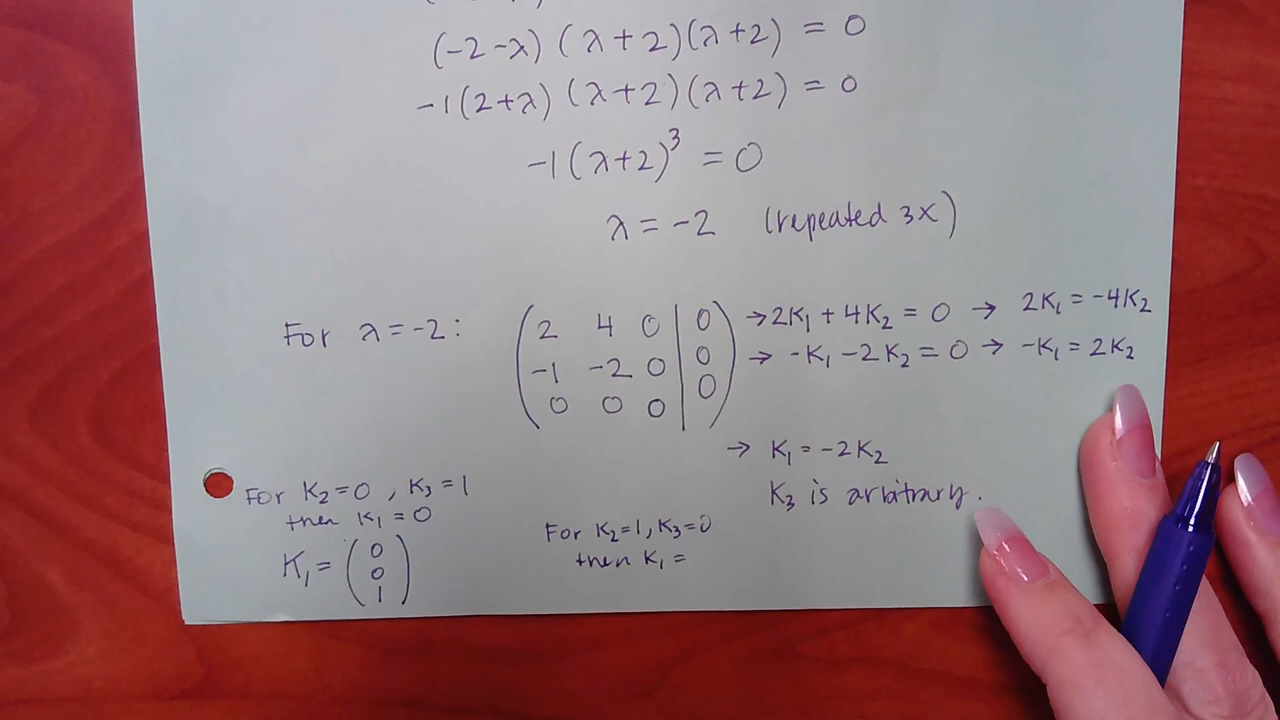 (-2-λ)(λ+2)(λ+2) = 0
-1(2+λ)(λ+2)(λ+2) = 0
-1(λ+2)³ = 0
λ = -2 (repeated 3x)
For λ = -2: 2 4 0 | 0 → 2K₁ + 4K₂ = 0 → 2K₁ = -4K₂
-1 -2 0 | 0 → -K₁ - 2K₂ = 0 → -K₁ = 2K₂
0 0 0 | 0
→ K₁ = -2K₂
K₃ is arbitrary.
For K₂=0, K₃=1
then K₁ = 0
K₁ = (0 0 1)
For K₂=1, K₃=0
then K₁ =